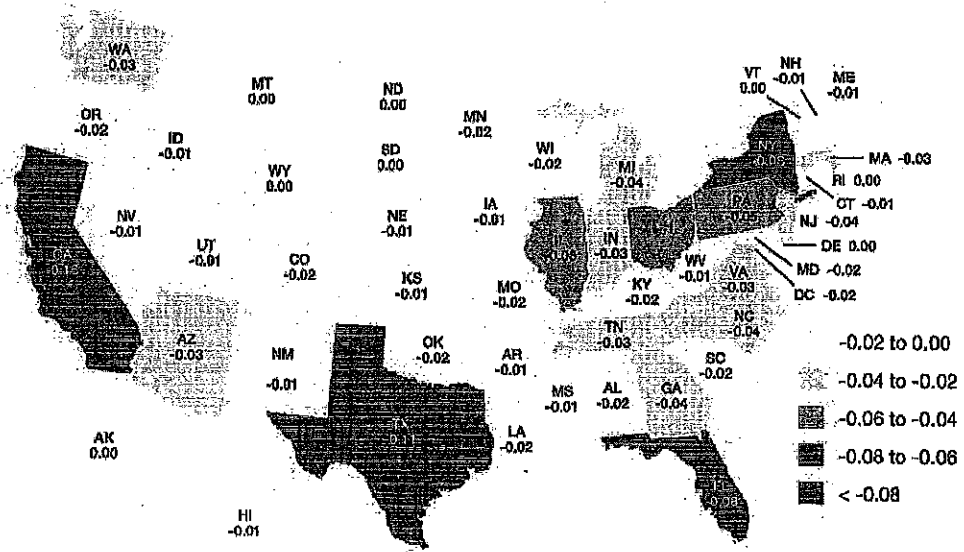 WA
-0.03
MT
0.00
ND
0.00
VT
0.00
NH
-0.01
ME
-0.01
OR
-0.02
ID
-0.01
MN
-0.02
SD
0.00
WI
-0.02
MI
-0.04
NY
MA -0.03
RI 0.00
CT -0.01
NJ -0.04
DE 0.00
MD -0.02
DC -0.02
WY
0.00
IA
-0.01
NE
-0.01
NV
-0.01
UT
-0.01
CO
-0.02
KS
-0.01
MO
-0.02
IN
-0.03
PA
WV
-0.01
KY
-0.02
VA
-0.03
NC
-0.04
TN
-0.03
CA
AZ
-0.03
NM
-0.01
OK
-0.02
AR
-0.01
SC
-0.02
MS
-0.01
AL
-0.02
GA
-0.04
TX
-0.11
LA
-0.02
AK
0.00
HI
-0.01
FL
-0.02 to 0.00
-0.04 to -0.02
-0.06 to -0.04
-0.08 to -0.06
< -0.08